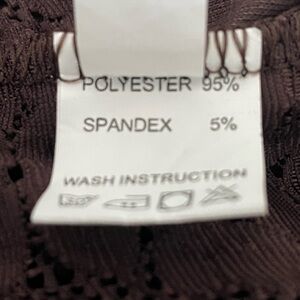 POLYESTER 95%
SPANDEX 5%
WASH INSTRUCTION